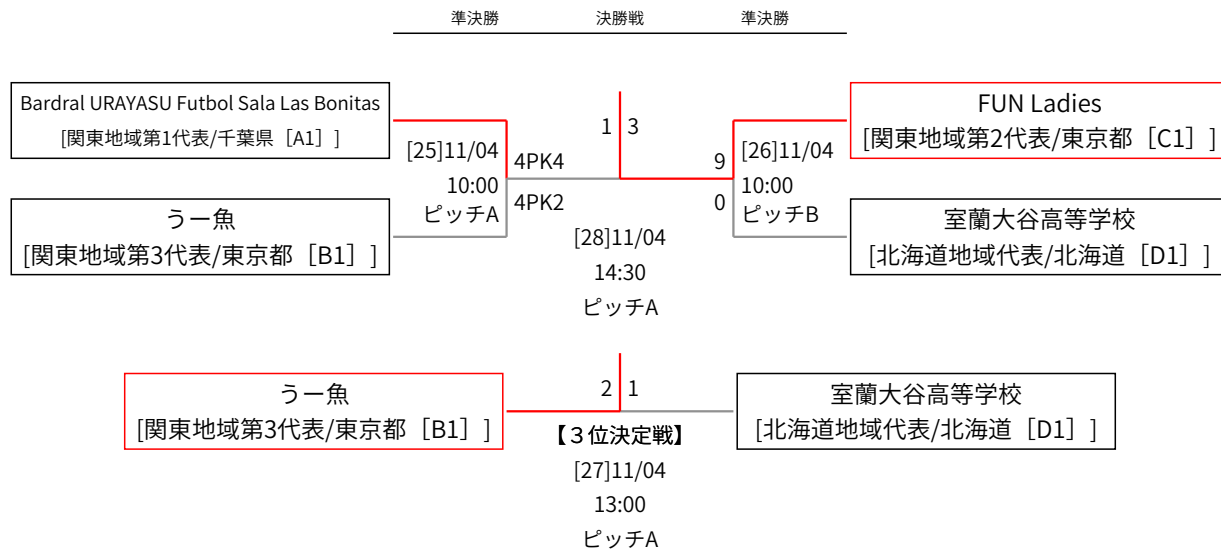 準決勝 決勝戦 準決勝
Bardral URAYASU Futbol Sala Las Bonitas
[関東地域第1代表/千葉県［A1］]
うー魚
[関東地域第3代表/東京都［B1］]
[25]11/04
10:00
ピッチA
4PK4
4PK2
1 3
[28]11/04
14:30
ピッチA
9
0
[26]11/04
10:00
ピッチB
FUN Ladies
[関東地域第2代表/東京都［C1］]
室蘭大谷高等学校
[北海道地域代表/北海道［D1］]
うー魚
[関東地域第3代表/東京都［B1］]
2 1
【３位決定戦】
[27]11/04
13:00
ピッチA
室蘭大谷高等学校
[北海道地域代表/北海道［D1］]